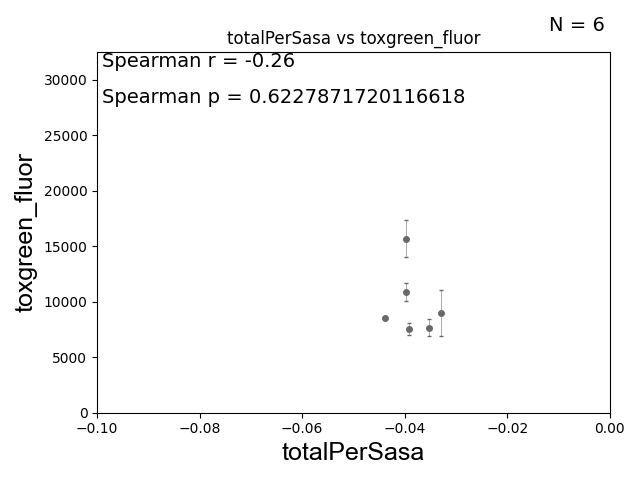 N = 6
totalPerSasa vs toxgreen_fluor
Spearman r = -0.26
Spearman p = 0.6227871720116618
toxgreen_fluor
30000
25000
20000
15000
10000
5000
0
−0.10
−0.08
−0.06
−0.04
−0.02
0.00
totalPerSasa